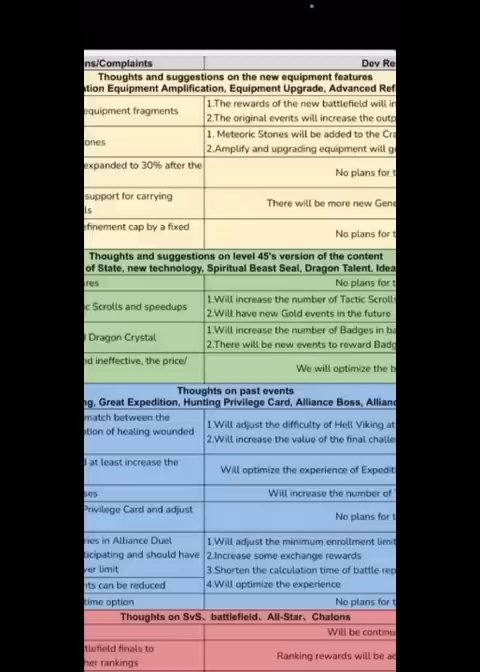 ns/Complaints
Dev Re
Thoughts and suggestions on the new equipment features
tion Equipment Amplification, Equipment Upgrade, Advanced Ref
equipment fragments
1.The rewards of the new battlefield will in
2.The original events will increase the outp
ones
1. Meteoric Stones will be added to the Cra
2.Amplify and upgrading equipment will g
expanded to 30% after the
No plans for t
support for carrying
ls
There will be more new Gene
efinement cap by a fixed
No plans for t
Thoughts and suggestions on level 45's version of the content
of State, new technology, Spiritual Beast Seal, Dragon Talent, Idea
res
No plans for t
c Scrolls and speedups
1.Will increase the number of Tactic Scrolls
2.Will have new Gold events in the future
l Dragon Crystal
1.Will increase the number of Badges in ba
2.There will be new events to reward Badg
nd ineffective, the price/
We will optimize the b
Thoughts on past events
ng, Great Expedition, Hunting Privilege Card, Alliance Boss, Allian
match between the
tion of healing wounded
1.Will adjust the difficulty of Hell Viking at
2.Will increase the value of the final challe
d at least increase the
Will optimize the experience of Expedit
ses
Will increase the number of
Privilege Card and adjust
No plans for t
ries in Alliance Duel
ticipating and should have
ver limit
nts can be reduced
1.Will adjust the minimum enrollment limit
2.Increase some exchange rewards
3.Shorten the calculation time of battle rep
4.Will optimize the experience
time option
No plans for t
Thoughts on SvS、battlefield、All-Star、Chalons
Will be continu
ttlefield finals to
her rankings
Ranking rewards will be ad